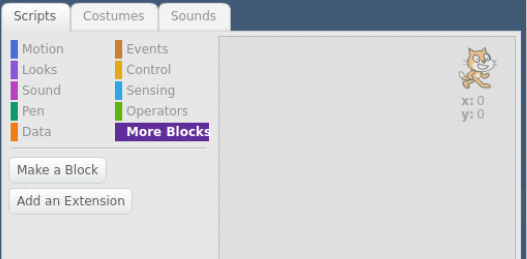 Scripts Costumes Sounds
Motion Events
Looks Control
Sound Sensing
Pen Operators
Data More Blocks
Make a Block
Add an Extension
x: 0
y: 0